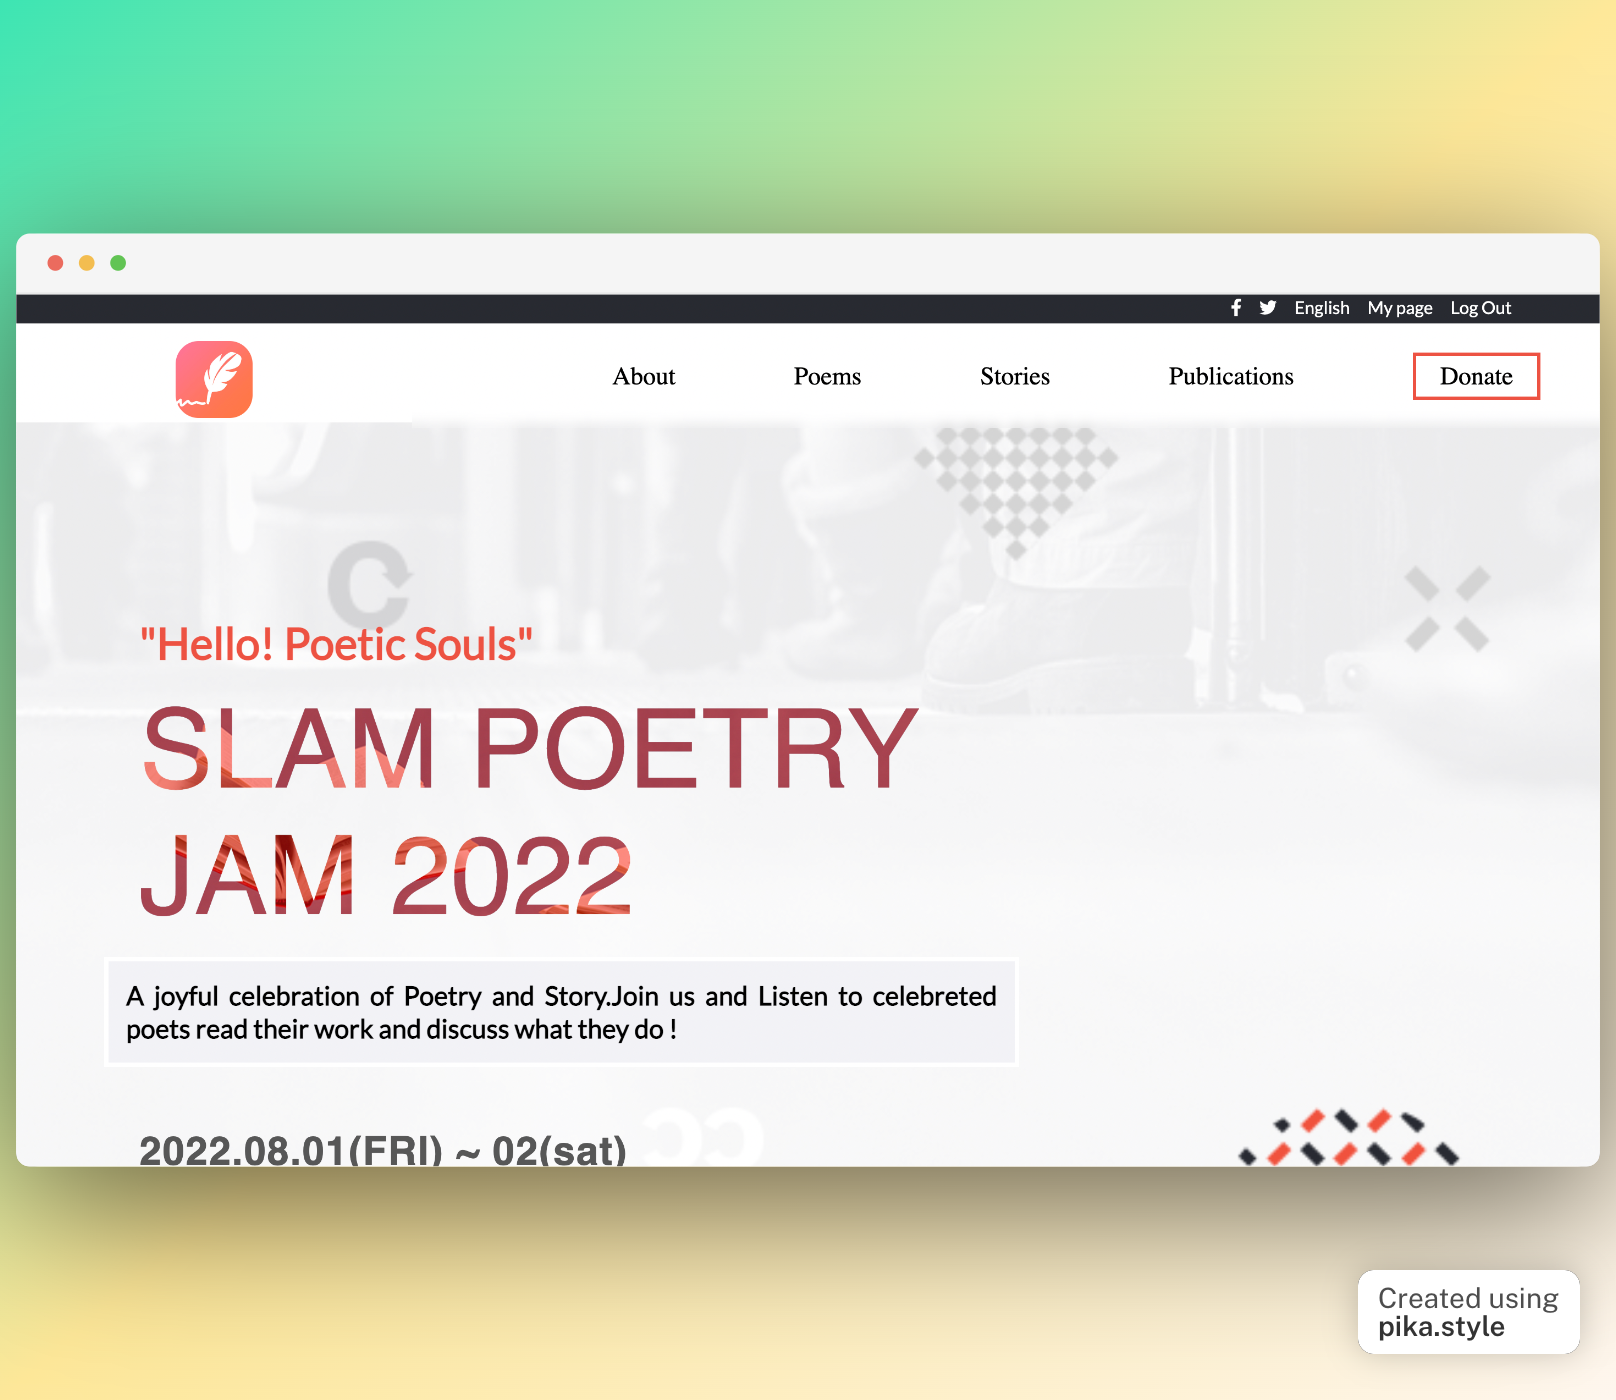 English My page Log Out
About Poems Stories Publications Donate
"Hello! Poetic Souls"
SLAM POETRY
JAM 2022
A joyful celebration of Poetry and Story.Join us and Listen to celebreted
poets read their work and discuss what they do !
2022.08.01(FRI) ~ 02(sat)
Created using
pika.style